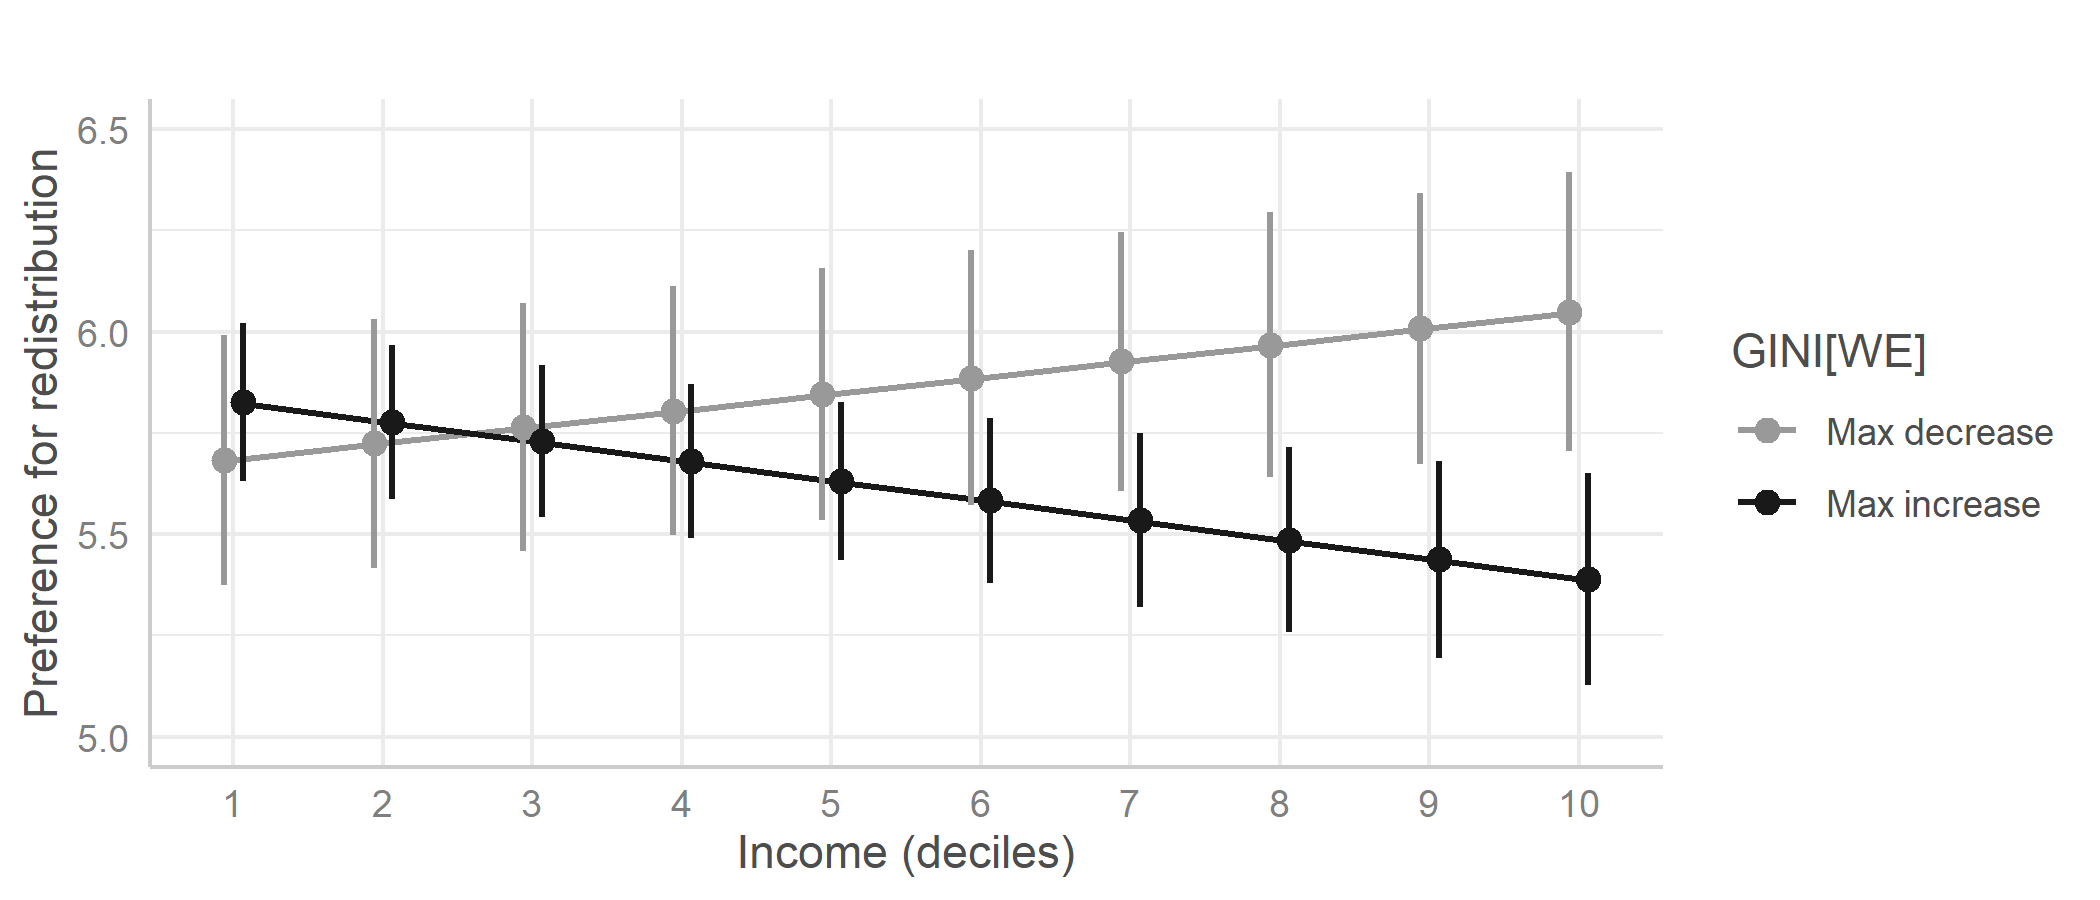 Preference for redistribution
6.5
6.0
5.5
5.0
1 2 3 4 5 6 7 8 9 10
Income (deciles)
GINI[WE]
Max decrease
Max increase